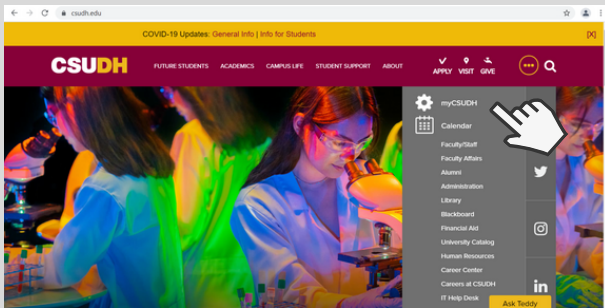 csudh.edu
COVID-19 Updates: General Info | Info for Students [X]
CSUDH
FUTURE STUDENTS ACADEMICS CAMPUS LIFE STUDENT SUPPORT ABOUT APPLY VISIT GIVE
myCSUDH
Calendar
Faculty/Staff
Faculty Affairs
Alumni
Administration
Library
Blackboard
Financial Aid
University Catalog
Human Resources
Career Center
Careers at CSUDH
in
IT Help Desk
Ask Teddy